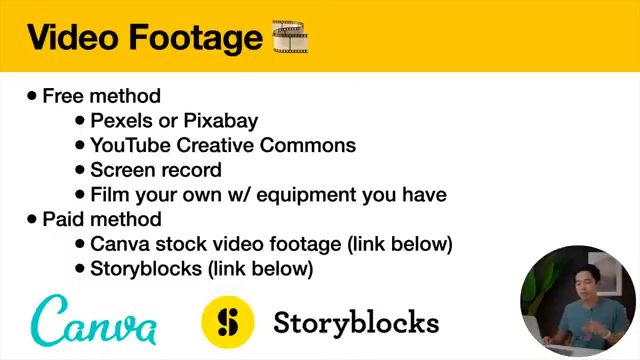 Video Footage
• Free method
• Pexels or Pixabay
• YouTube Creative Commons
• Screen record
• Film your own w/ equipment you have
• Paid method
• Canva stock video footage (link below)
• Storyblocks (link below)
Canva
S Storyblocks